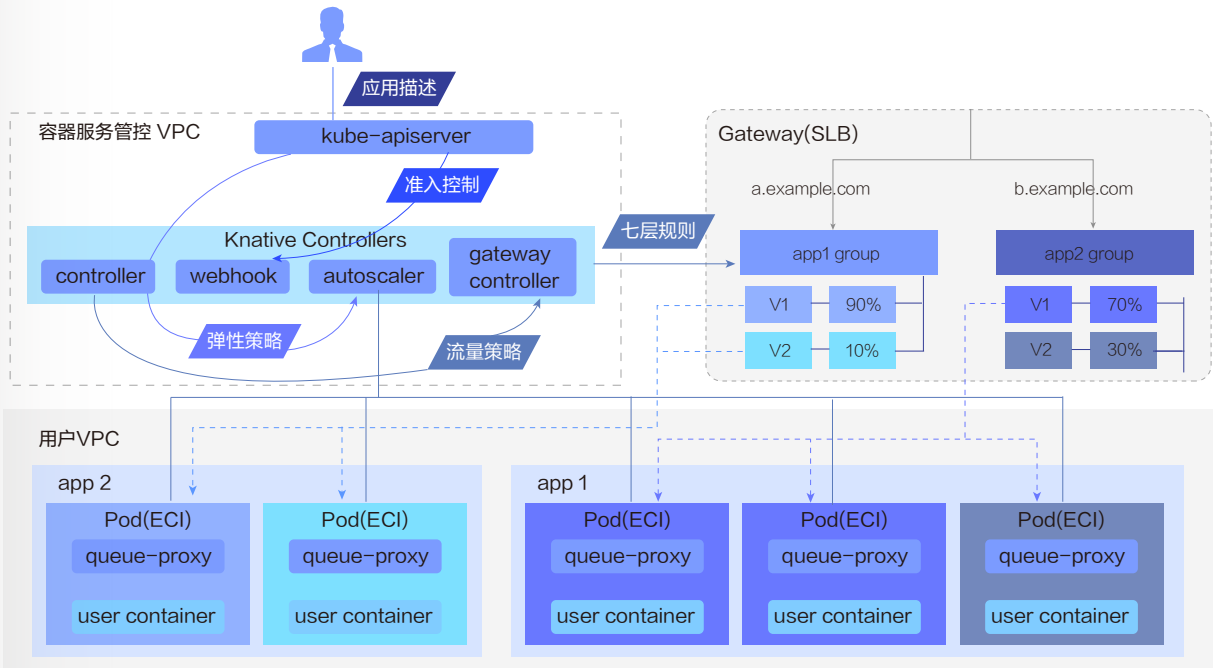 应用描述
容器服务管控 VPC
kube-apiserver
准入控制
Knative Controllers
controller
webhook
autoscaler
gateway
controller
弹性策略
流量策略
七层规则
Gateway(SLB)
a.example.com
b.example.com
app1 group
app2 group
V1
90%
V2
10%
V1
70%
V2
30%
用户VPC
app 2
Pod(ECI)
queue-proxy
user container
Pod(ECI)
queue-proxy
user container
app 1
Pod(ECI)
queue-proxy
user container
Pod(ECI)
queue-proxy
user container
Pod(ECI)
queue-proxy
user container